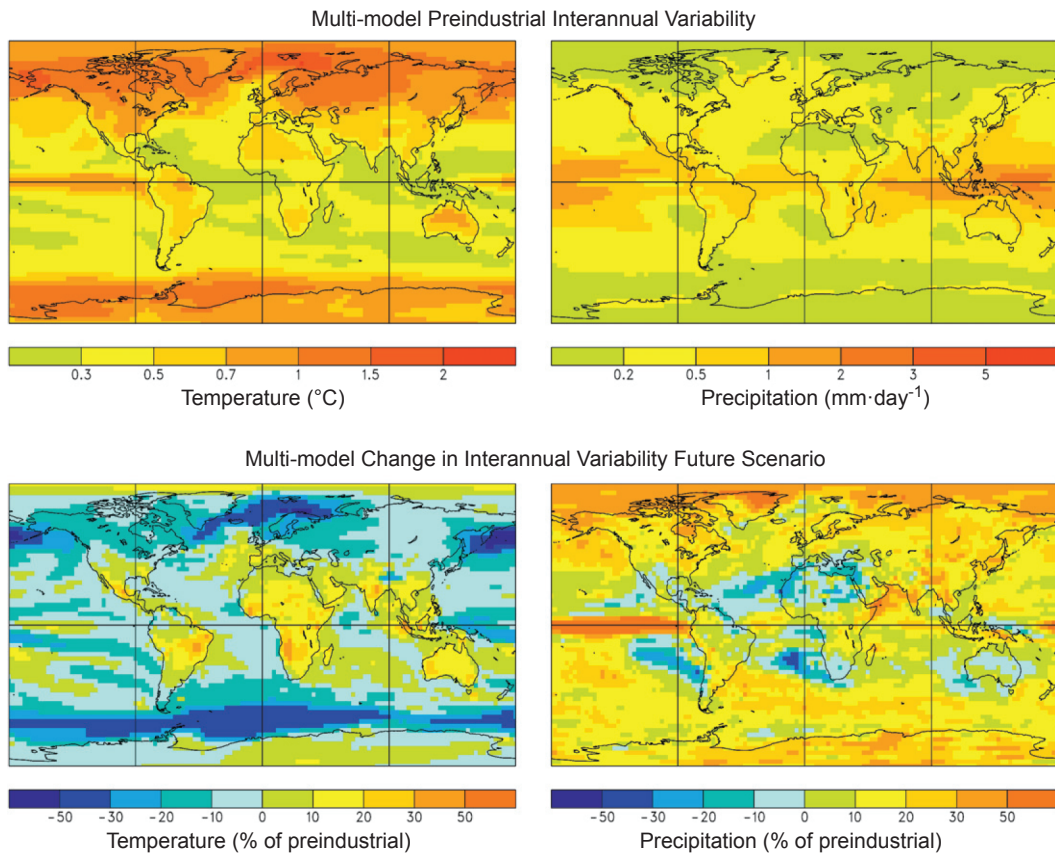 Multi-model Preindustrial Interannual Variability
0.3 0.5 0.7 1 1.5 2
Temperature (°C)
0.2 0.5 1 2 3 5
Precipitation (mm·day-1)
Multi-model Change in Interannual Variability Future Scenario
-50 -30 -20 -10 0 10 20 30 50
Temperature (% of preindustrial)
-50 -30 -20 -10 0 10 20 30 50
Precipitation (% of preindustrial)